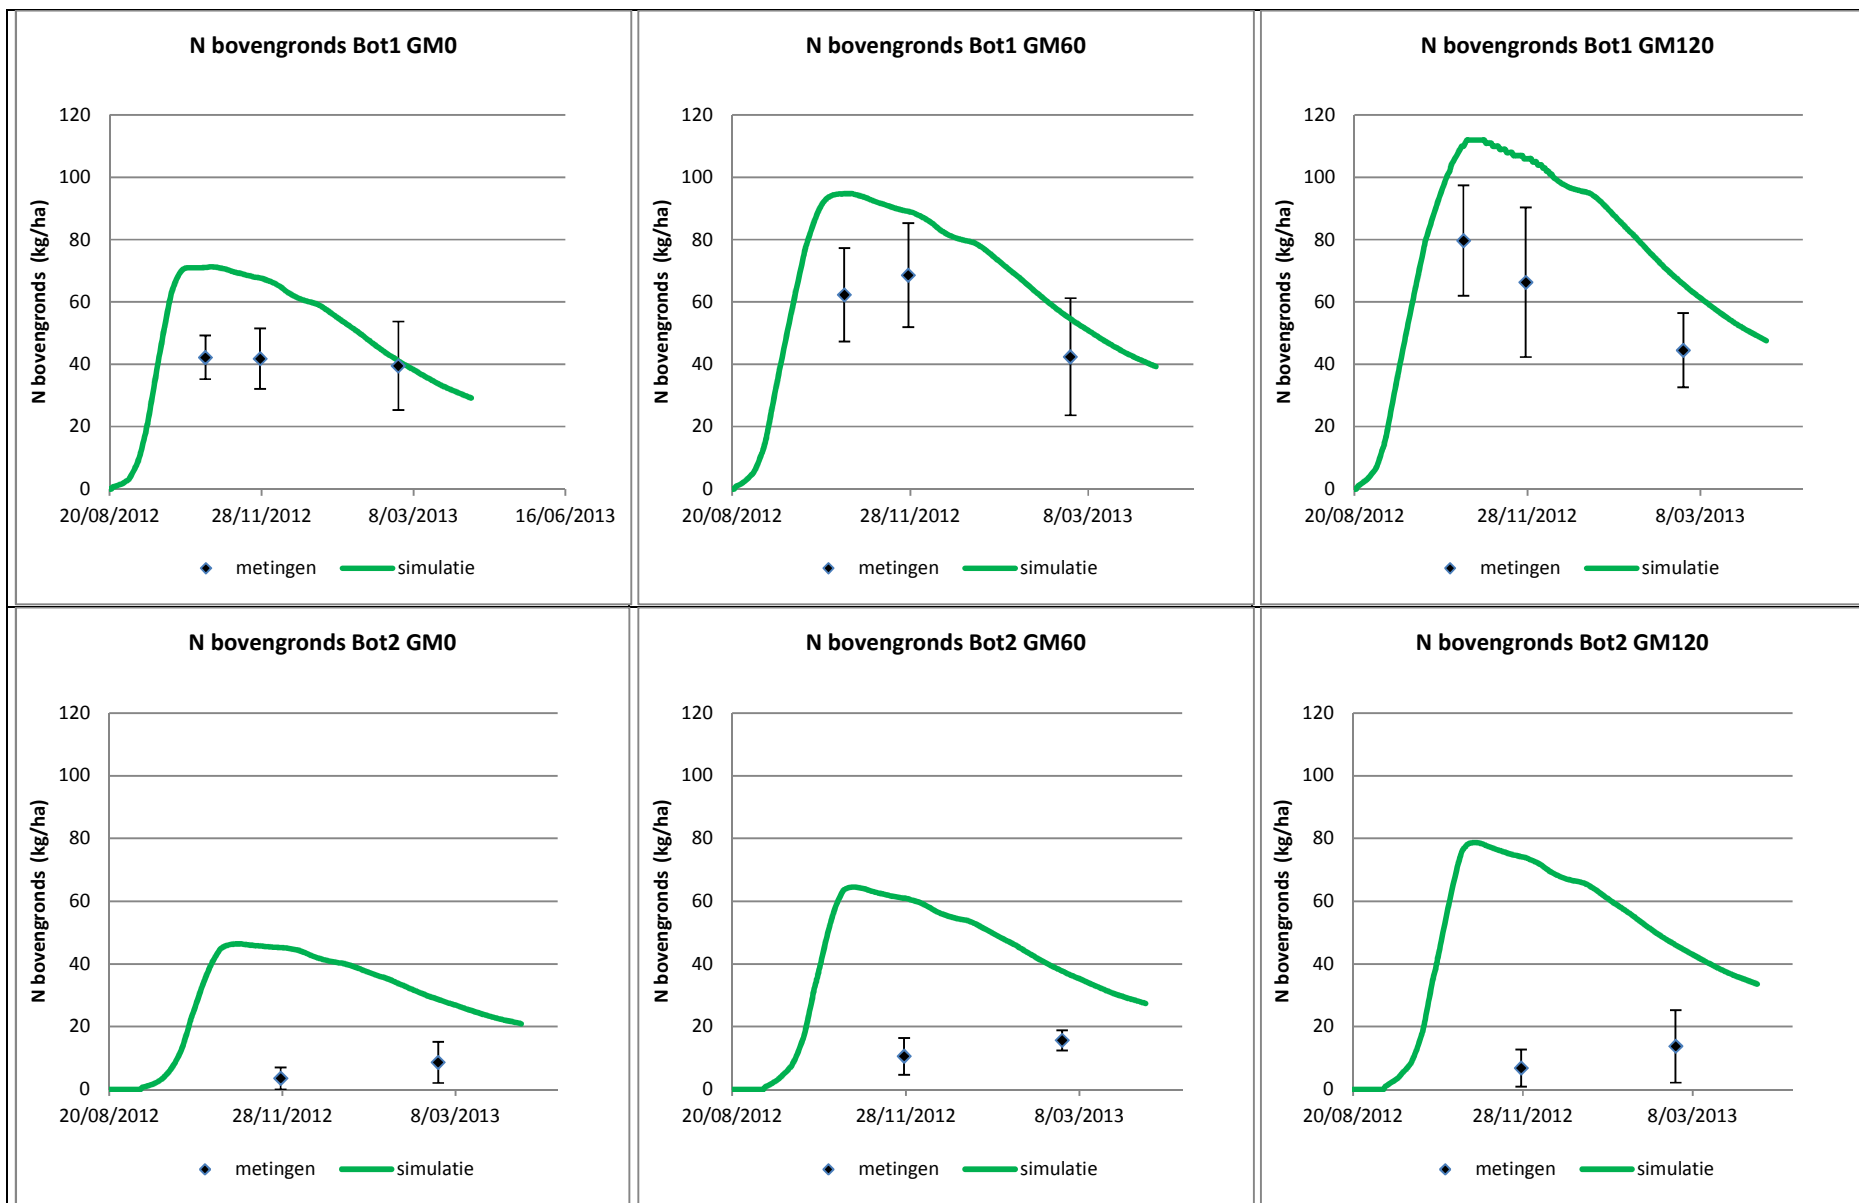 N bovengronds Bot1 GM0
N bovengronds (kg/ha)
120
100
80
60
40
20
0
20/08/2012 28/11/2012 8/03/2013 16/06/2013
metingen simulatie
N bovengronds Bot1 GM60
N bovengronds (kg/ha)
120
100
80
60
40
20
0
20/08/2012 28/11/2012 8/03/2013
metingen simulatie
N bovengronds Bot1 GM120
N bovengronds (kg/ha)
120
100
80
60
40
20
0
20/08/2012 28/11/2012 8/03/2013
metingen simulatie
N bovengronds Bot2 GM0
N bovengronds (kg/ha)
120
100
80
60
40
20
0
20/08/2012 28/11/2012 8/03/2013
metingen simulatie
N bovengronds Bot2 GM60
N bovengronds (kg/ha)
120
100
80
60
40
20
0
20/08/2012 28/11/2012 8/03/2013
metingen simulatie
N bovengronds Bot2 GM120
N bovengronds (kg/ha)
120
100
80
60
40
20
0
20/08/2012 28/11/2012 8/03/2013
metingen simulatie